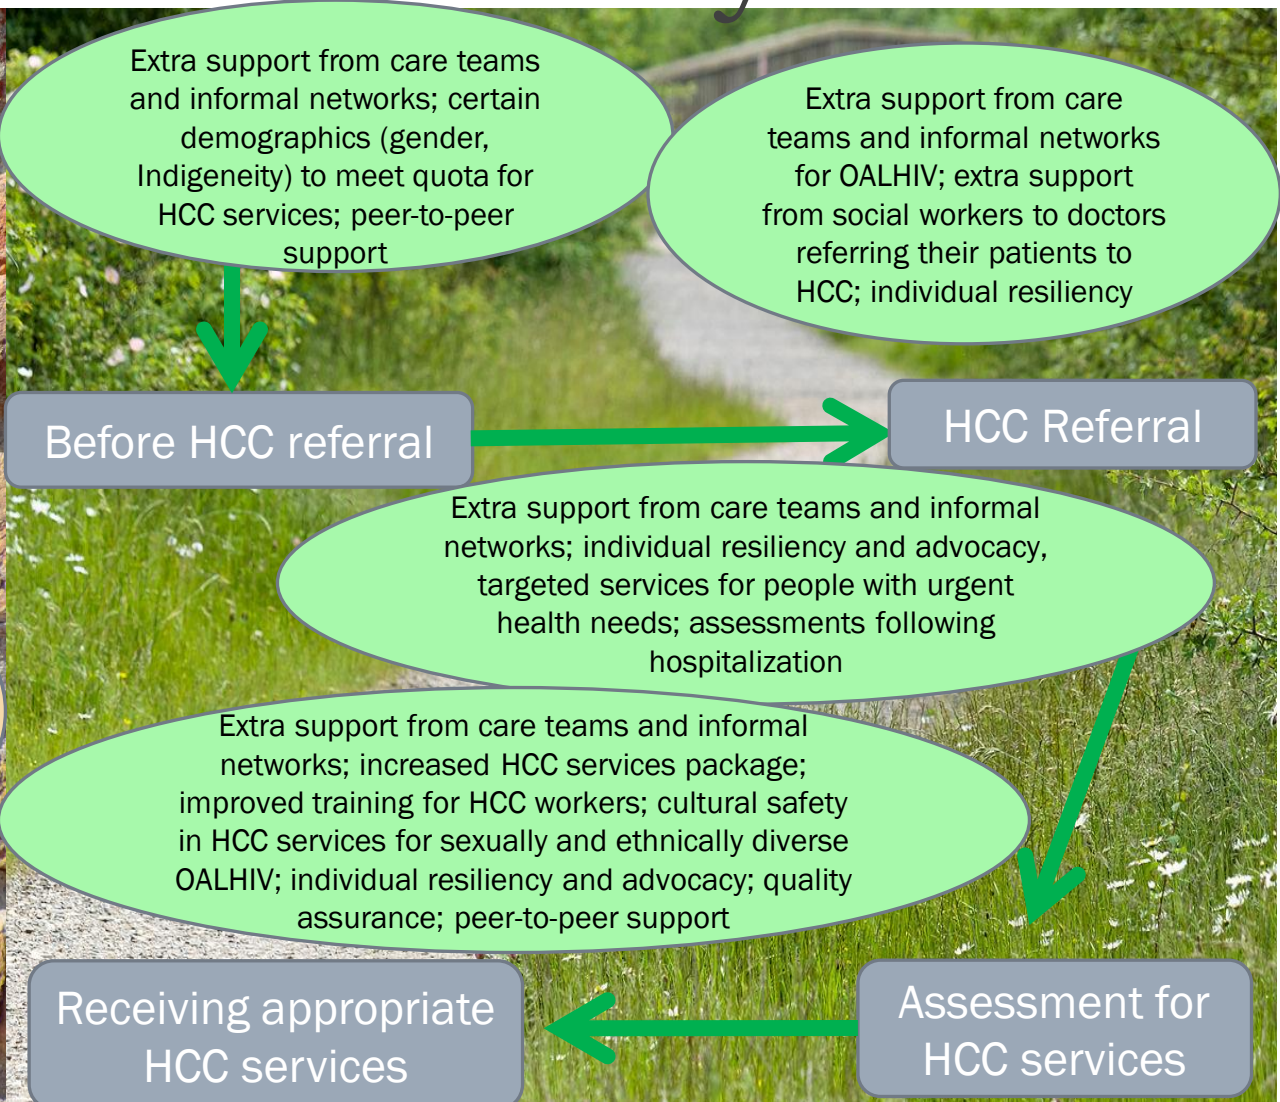 Extra support from care teams
and informal networks; certain
demographics (gender,
Indigeneity) to meet quota for
HCC services; peer-to-peer
support
Extra support from care
teams and informal networks
for OALHIV; extra support
from social workers to doctors
referring their patients to
HCC; individual resiliency
Before HCC referral
HCC Referral
Extra support from care teams and informal
networks; individual resiliency and advocacy,
targeted services for people with urgent
health needs; assessments following
hospitalization
Extra support from care teams and informal
networks; increased HCC services package;
improved training for HCC workers; cultural safety
in HCC services for sexually and ethnically diverse
OALHIV; individual resiliency and advocacy; quality
assurance; peer-to-peer support
Receiving appropriate
HCC services
Assessment for
HCC services